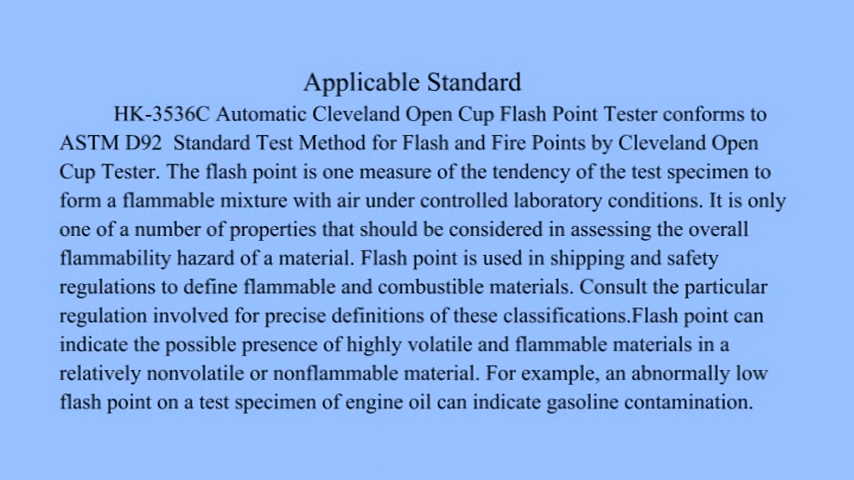 Applicable Standard
HK-3536C Automatic Cleveland Open Cup Flash Point Tester conforms to
ASTM D92  Standard Test Method for Flash and Fire Points by Cleveland Open
Cup Tester. The flash point is one measure of the tendency of the test specimen to
form a flammable mixture with air under controlled laboratory conditions. It is only
one of a number of properties that should be considered in assessing the overall
flammability hazard of a material. Flash point is used in shipping and safety
regulations to define flammable and combustible materials. Consult the particular
regulation involved for precise definitions of these classifications.Flash point can
indicate the possible presence of highly volatile and flammable materials in a
relatively nonvolatile or nonflammable material. For example, an abnormally low
flash point on a test specimen of engine oil can indicate gasoline contamination.